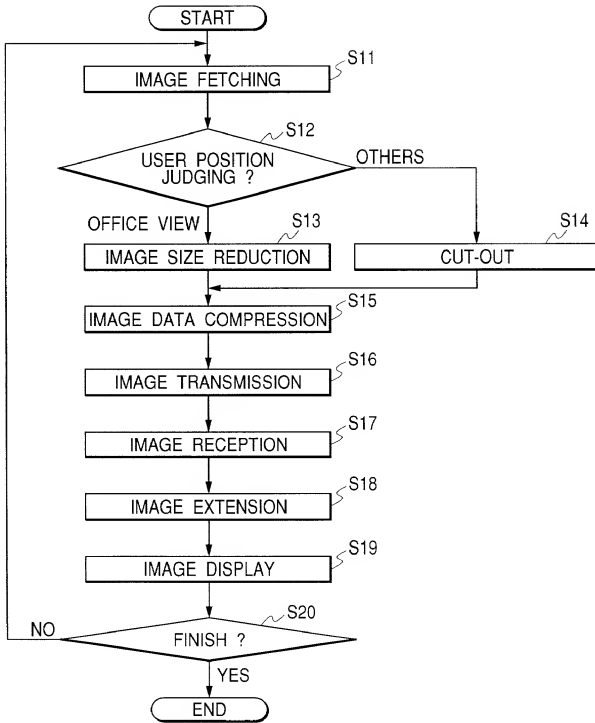 START
IMAGE FETCHING
S11
S12
USER POSITION
JUDGING ?
OTHERS
OFFICE VIEW
S13
S14
IMAGE SIZE REDUCTION
CUT-OUT
S15
IMAGE DATA COMPRESSION
S16
IMAGE TRANSMISSION
S17
IMAGE RECEPTION
S18
IMAGE EXTENSION
S19
IMAGE DISPLAY
S20
NO
FINISH ?
YES
END